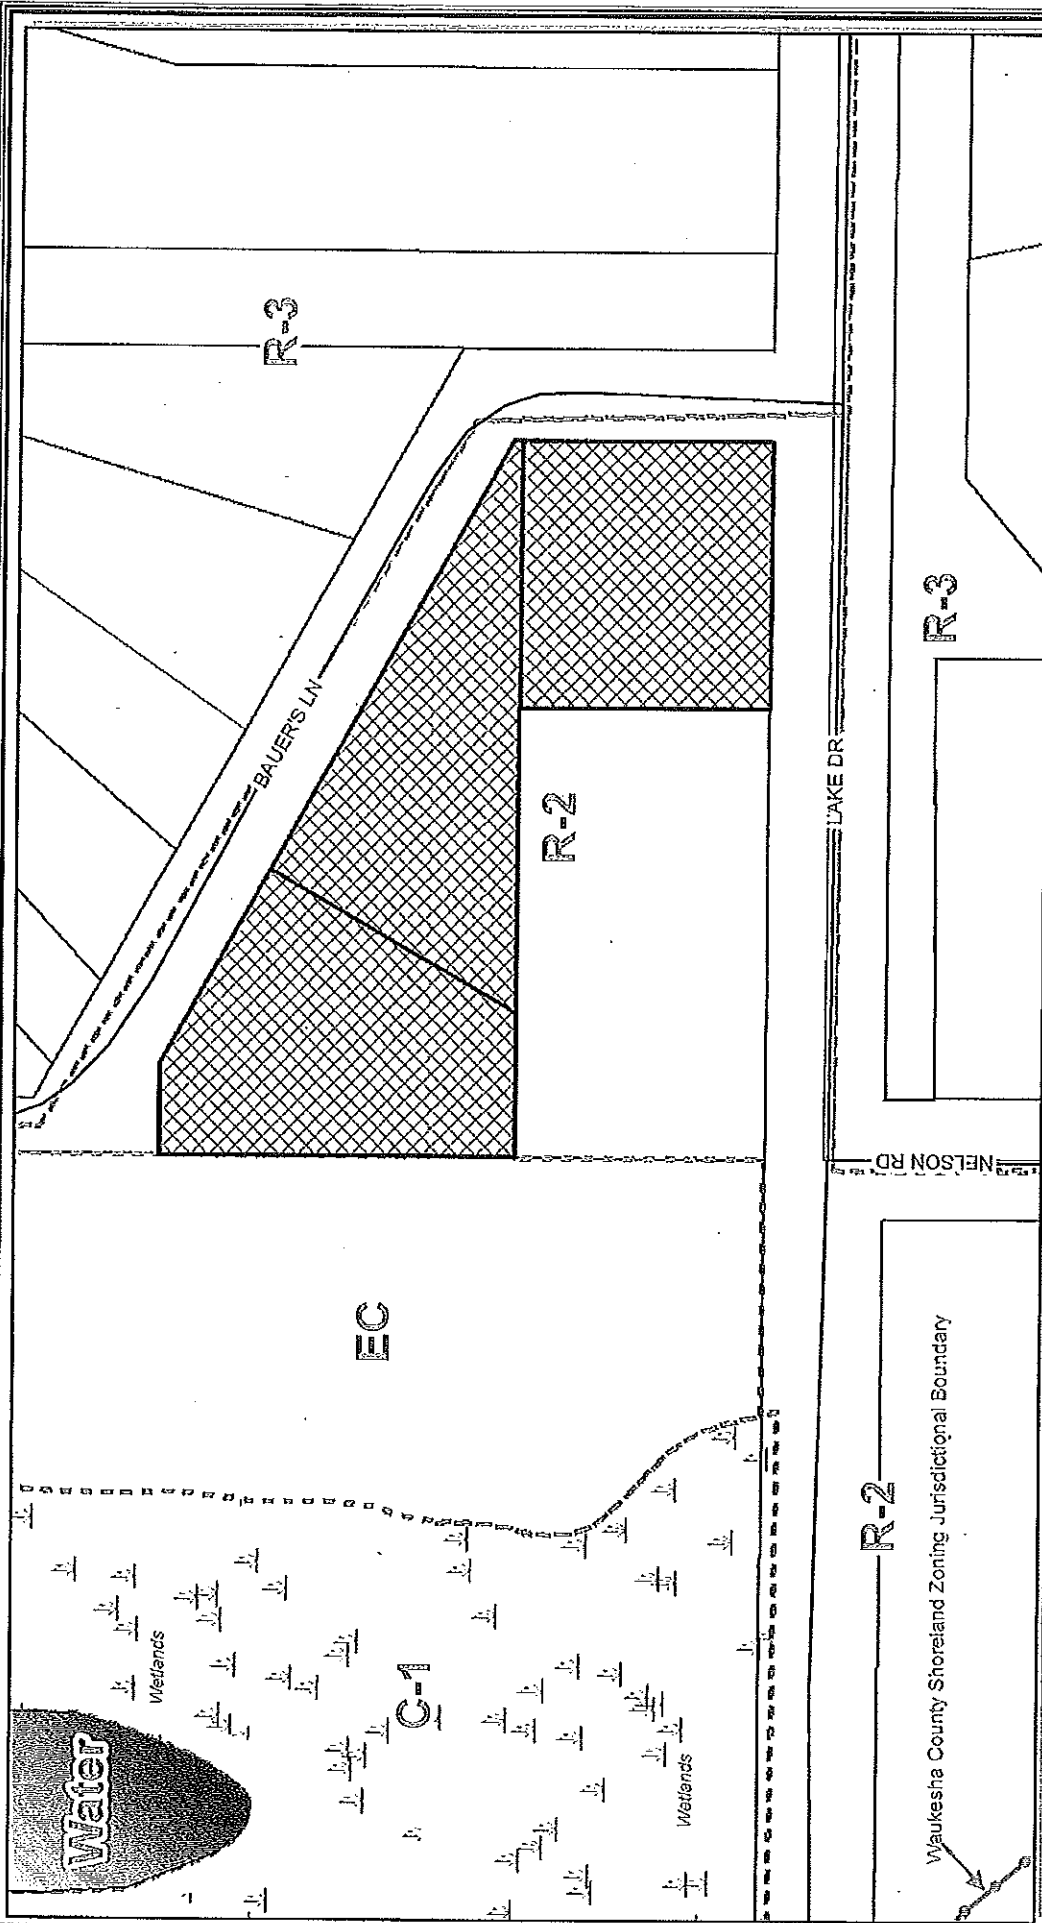 Water
Wetlands
C-1
Wetlands
EC
BAUER'S LN
R-3
R-2
LAKE DR
NELSON RD
R-3
R-2
Waukesha County Shoreland Zoning Jurisdictional Boundary